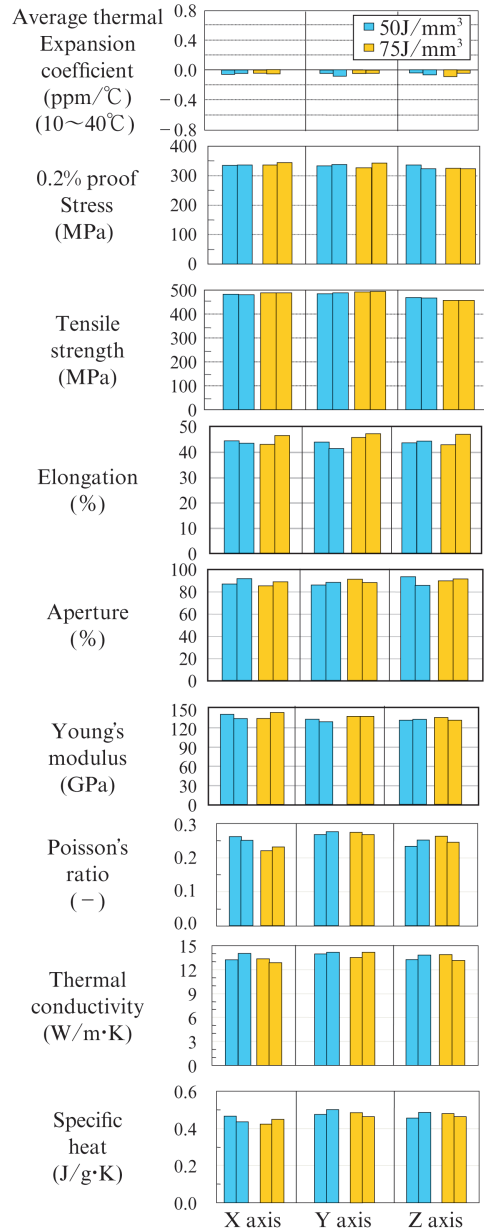 Average thermal
Expansion
coefficient
(ppm/℃)
(10～40℃)
0.8
0.4
0.0
−0.4
−0.8
50J/mm³
75J/mm³
0.2% proof
Stress
(MPa)
400
300
200
100
0
Tensile
strength
(MPa)
500
400
300
200
100
0
Elongation
(%)
50
40
30
20
10
0
Aperture
(%)
100
80
60
40
20
0
Young's
modulus
(GPa)
150
120
90
60
30
0
Poisson's
ratio
(−)
0.3
0.2
0.1
0.0
Thermal
conductivity
(W/m·K)
15
12
9
6
3
0
Specific
heat
(J/g·K)
0.6
0.4
0.2
0.0
X axis Y axis Z axis